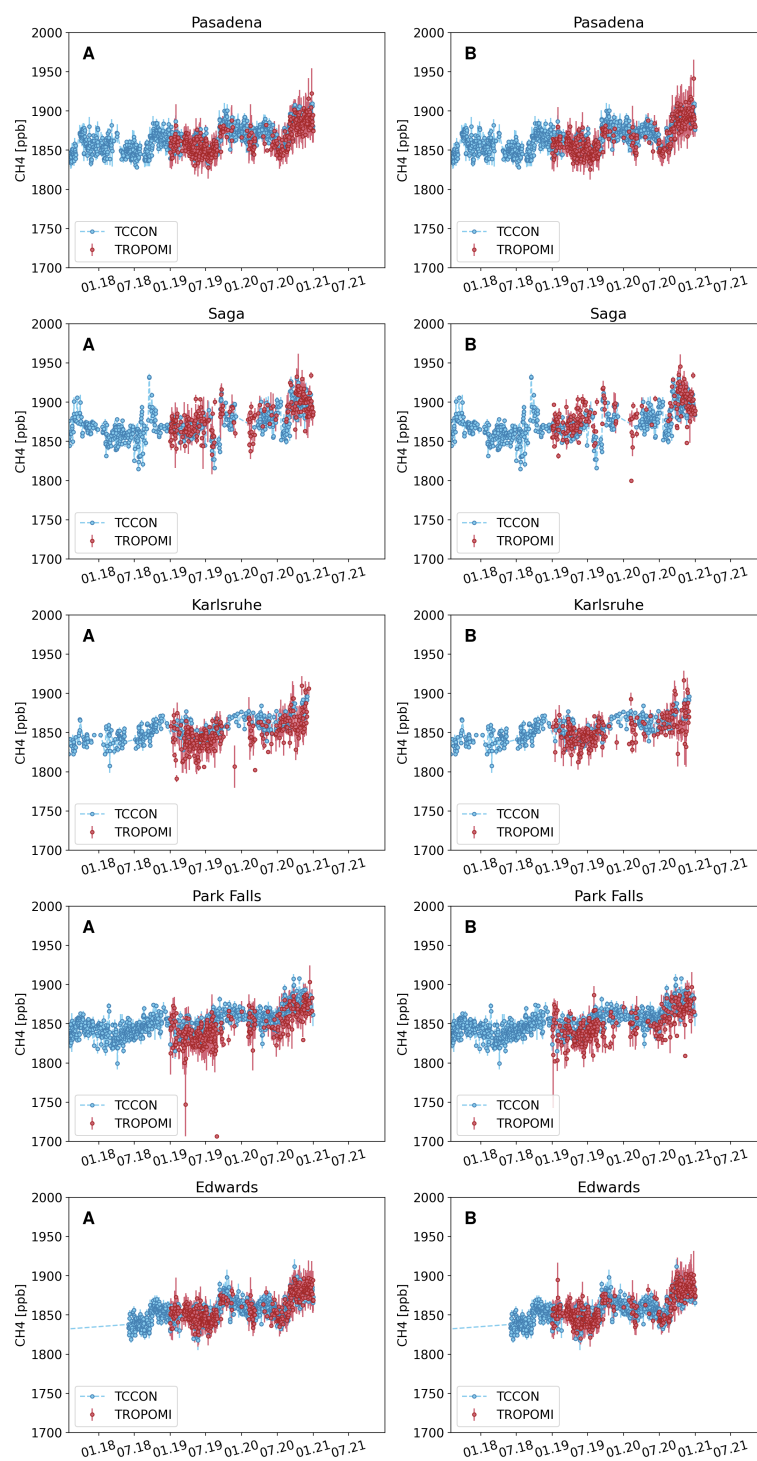 Pasadena
A
CH4 [ppb]
2000
1950
1900
1850
1800
1750
1700
TCCON
TROPOMI
01.18 07.18 01.19 07.19 01.20 07.20 01.21 07.21
Pasadena
B
CH4 [ppb]
2000
1950
1900
1850
1800
1750
1700
TCCON
TROPOMI
01.18 07.18 01.19 07.19 01.20 07.20 01.21 07.21
Saga
A
CH4 [ppb]
2000
1950
1900
1850
1800
1750
1700
TCCON
TROPOMI
01.18 07.18 01.19 07.19 01.20 07.20 01.21 07.21
Saga
B
CH4 [ppb]
2000
1950
1900
1850
1800
1750
1700
TCCON
TROPOMI
01.18 07.18 01.19 07.19 01.20 07.20 01.21 07.21
Karlsruhe
A
CH4 [ppb]
2000
1950
1900
1850
1800
1750
1700
TCCON
TROPOMI
01.18 07.18 01.19 07.19 01.20 07.20 01.21 07.21
Karlsruhe
B
CH4 [ppb]
2000
1950
1900
1850
1800
1750
1700
TCCON
TROPOMI
01.18 07.18 01.19 07.19 01.20 07.20 01.21 07.21
Park Falls
A
CH4 [ppb]
2000
1950
1900
1850
1800
1750
1700
TCCON
TROPOMI
01.18 07.18 01.19 07.19 01.20 07.20 01.21 07.21
Park Falls
B
CH4 [ppb]
2000
1950
1900
1850
1800
1750
1700
TCCON
TROPOMI
01.18 07.18 01.19 07.19 01.20 07.20 01.21 07.21
Edwards
A
CH4 [ppb]
2000
1950
1900
1850
1800
1750
1700
TCCON
TROPOMI
01.18 07.18 01.19 07.19 01.20 07.20 01.21 07.21
Edwards
B
CH4 [ppb]
2000
1950
1900
1850
1800
1750
1700
TCCON
TROPOMI
01.18 07.18 01.19 07.19 01.20 07.20 01.21 07.21